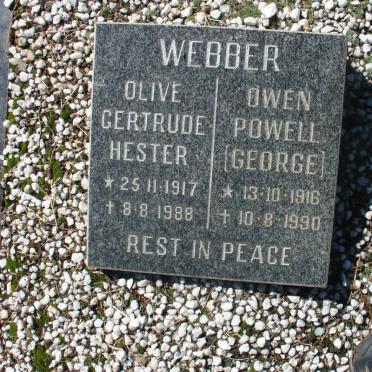 WEBBER
OLIVE
GERTRUDE
HESTER
* 25·11·1917
† 8·8·1988
OWEN
POWELL
[GEORGE]
* 13·10·1916
† 10·8·1990
REST IN PEACE